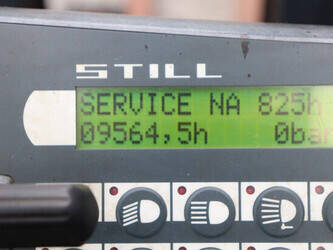 STILL
SERVICE NA 825h
09564,5h 0bar